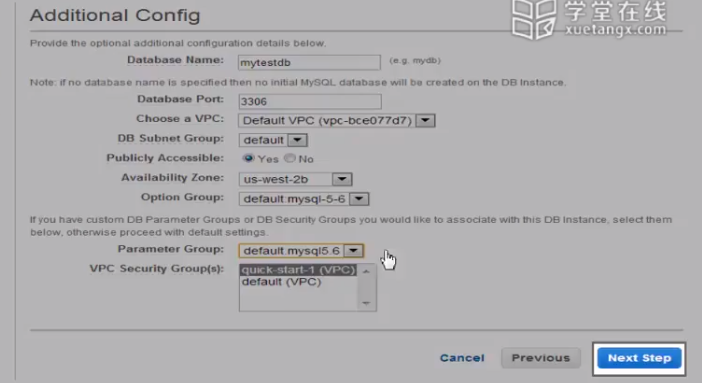 Additional Config
学堂在线
xuetangx.com
Provide the optional additional configuration details below.
Database Name: mytestdb (e.g. mydb)
Note: if no database name is specified then no initial MySQL database will be created on the DB Instance.
Database Port: 3306
Choose a VPC: Default VPC (vpc-bce077d7)
DB Subnet Group: default
Publicly Accessible: Yes No
Availability Zone: us-west-2b
Option Group: default mysql-5-6
If you have custom DB Parameter Groups or DB Security Groups you would like to associate with this DB Instance, select them
below, otherwise proceed with default settings.
Parameter Group: default mysql5.6
VPC Security Group(s): quick-start-1 (VPC)
default (VPC)
Cancel Previous Next Step